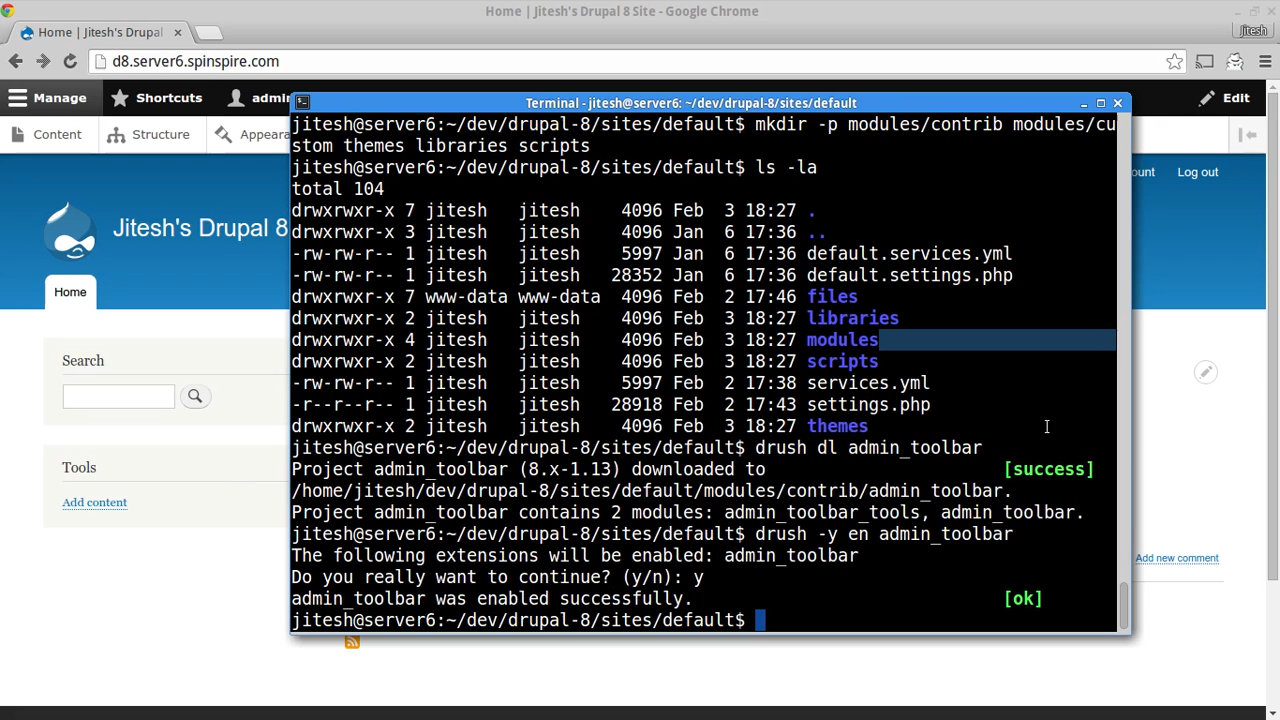 Home | Jitesh's Drupal 8 Site - Google Chrome
Home | Jitesh's Drupal
Jitesh
d8.server6.spinspire.com
Manage Shortcuts admin Edit
Content Structure Appeara
Terminal - jitesh@server6: ~/dev/drupal-8/sites/default
jitesh@server6:~/dev/drupal-8/sites/default$ mkdir -p modules/contrib modules/cu
stom themes libraries scripts
jitesh@server6:~/dev/drupal-8/sites/default$ ls -la
total 104
drwxrwxr-x 7 jitesh   jitesh    4096 Feb  3 18:27 .
drwxrwxr-x 3 jitesh   jitesh    4096 Jan  6 17:36 ..
-rw-rw-r-- 1 jitesh   jitesh    5997 Jan  6 17:36 default.services.yml
-rw-rw-r-- 1 jitesh   jitesh   28352 Jan  6 17:36 default.settings.php
drwxrwxr-x 7 www-data www-data  4096 Feb  2 17:46 files
drwxrwxr-x 2 jitesh   jitesh    4096 Feb  3 18:27 libraries
drwxrwxr-x 4 jitesh   jitesh    4096 Feb  3 18:27 modules
drwxrwxr-x 2 jitesh   jitesh    4096 Feb  3 18:27 scripts
-rw-rw-r-- 1 jitesh   jitesh    5997 Feb  2 17:38 services.yml
-r--r--r-- 1 jitesh   jitesh   28918 Feb  2 17:43 settings.php
drwxrwxr-x 2 jitesh   jitesh    4096 Feb  3 18:27 themes
jitesh@server6:~/dev/drupal-8/sites/default$ drush dl admin_toolbar
Project admin_toolbar (8.x-1.13) downloaded to [success]
/home/jitesh/dev/drupal-8/sites/default/modules/contrib/admin_toolbar.
Project admin_toolbar contains 2 modules: admin_toolbar_tools, admin_toolbar.
jitesh@server6:~/dev/drupal-8/sites/default$ drush -y en admin_toolbar
The following extensions will be enabled: admin_toolbar
Do you really want to continue? (y/n): y
admin_toolbar was enabled successfully. [ok]
jitesh@server6:~/dev/drupal-8/sites/default$
ount Log out
Jitesh's Drupal 8
Home
Search
Tools
Add content
Add new comment